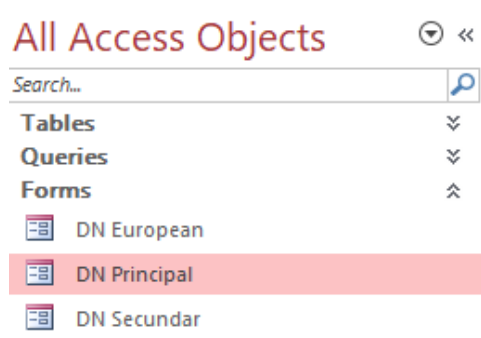 All Access Objects
Search...
Tables
Queries
Forms
DN European
DN Principal
DN Secundar